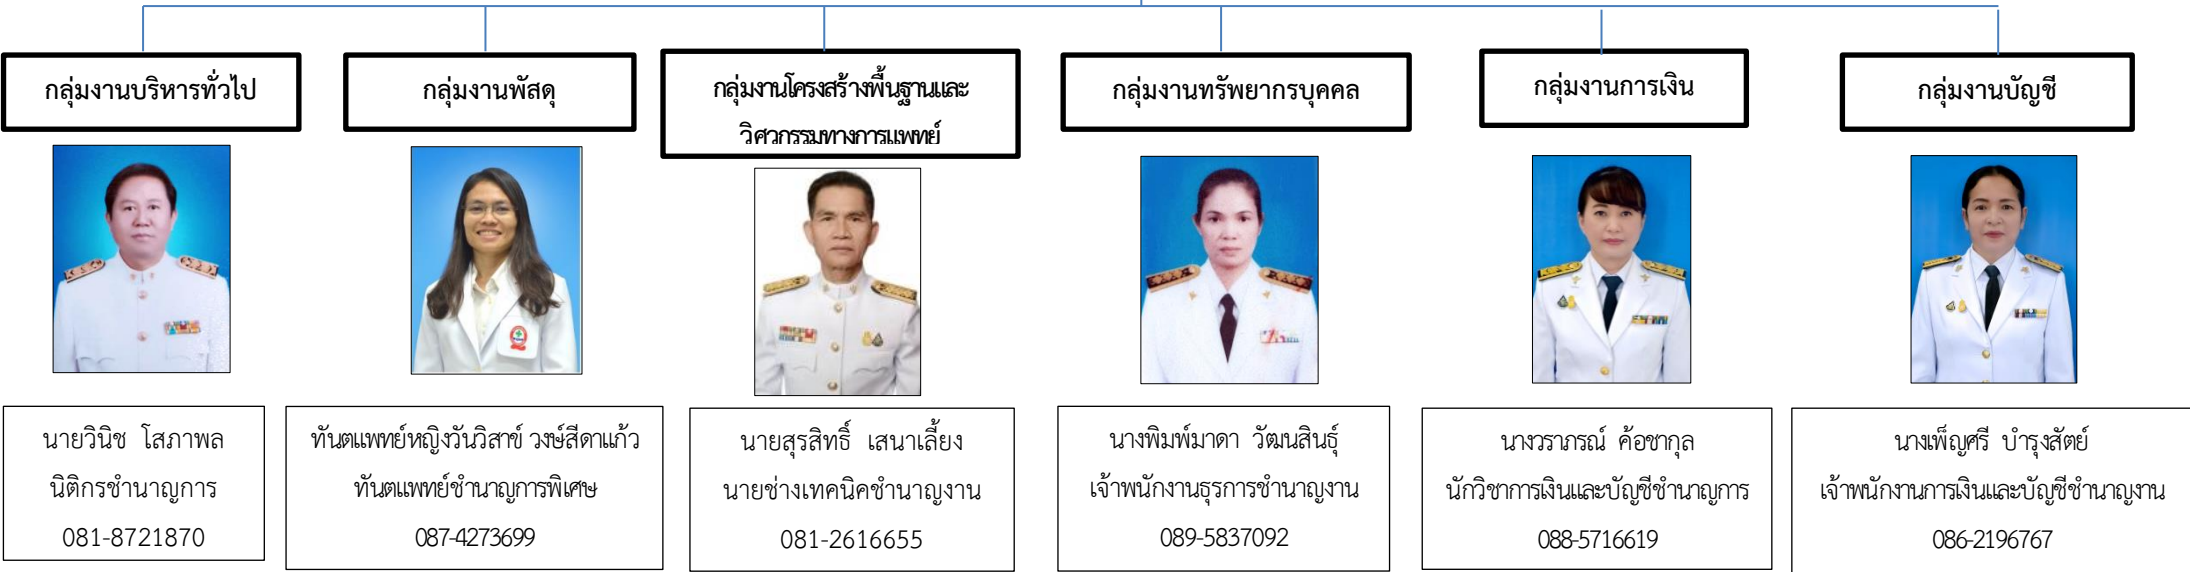 กลุ่มงานบริหารทั่วไป
นายวินิช โสภาพล
นิติกรชำนาญการ
081-8721870
กลุ่มงานพัสดุ
ทันตแพทย์หญิงวันวิสาข์ วงษ์สีดาแก้ว
ทันตแพทย์ชำนาญการพิเศษ
087-4273699
กลุ่มงานโครงสร้างพื้นฐานและ
วิศวกรรมทางการแพทย์
นายสุรสิทธิ์ เสนาเลี้ยง
นายช่างเทคนิคชำนาญงาน
081-2616655
กลุ่มงานทรัพยากรบุคคล
นางพิมพ์มาดา วัฒนสินธุ์
เจ้าพนักงานธุรการชำนาญงาน
089-5837092
กลุ่มงานการเงิน
นางวราภรณ์ ค้อชากุล
นักวิชาการเงินและบัญชีชำนาญการ
088-5716619
กลุ่มงานบัญชี
นางเพ็ญศรี บำรุงสัตย์
เจ้าพนักงานการเงินและบัญชีชำนาญงาน
086-2196767